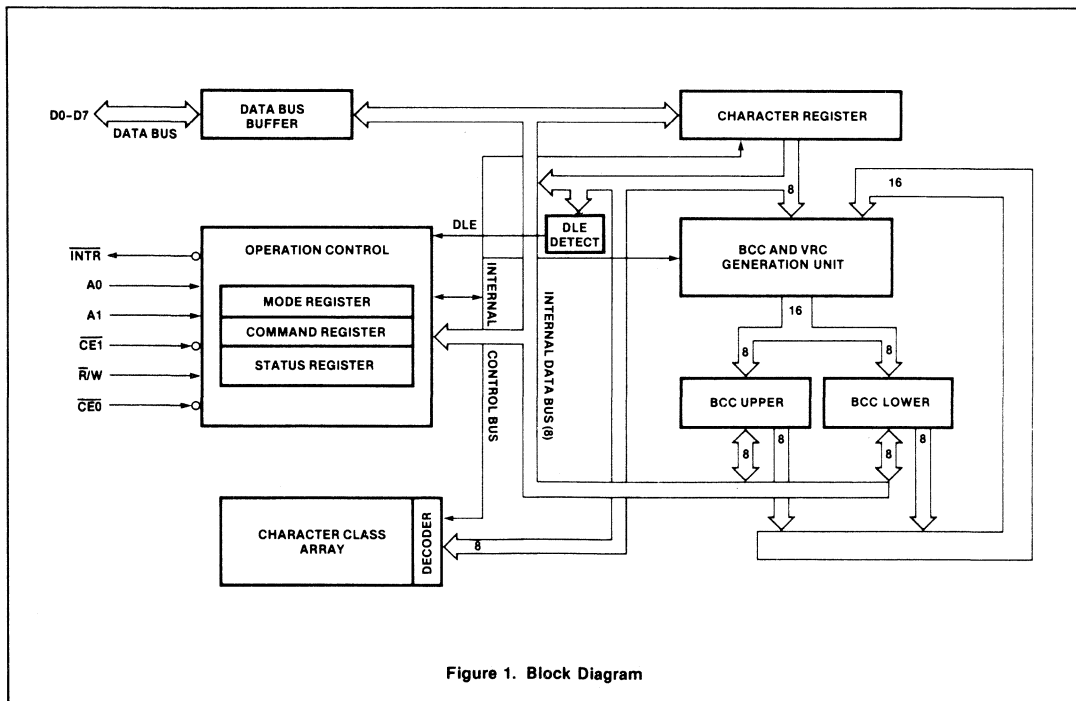 D0-D7
DATA BUS
DATA BUS
BUFFER
CHARACTER REGISTER
16
8
DLE
DLE
DETECT
BCC AND VRC
GENERATION UNIT
INTR
A0
A1
CE1
R/W
CE0
OPERATION CONTROL
MODE REGISTER
COMMAND REGISTER
STATUS REGISTER
INTERNAL
CONTROL BUS
INTERNAL DATA BUS (8)
16
8
8
BCC UPPER
BCC LOWER
8
8
8
8
CHARACTER CLASS
ARRAY
DECODER
8
Figure 1. Block Diagram